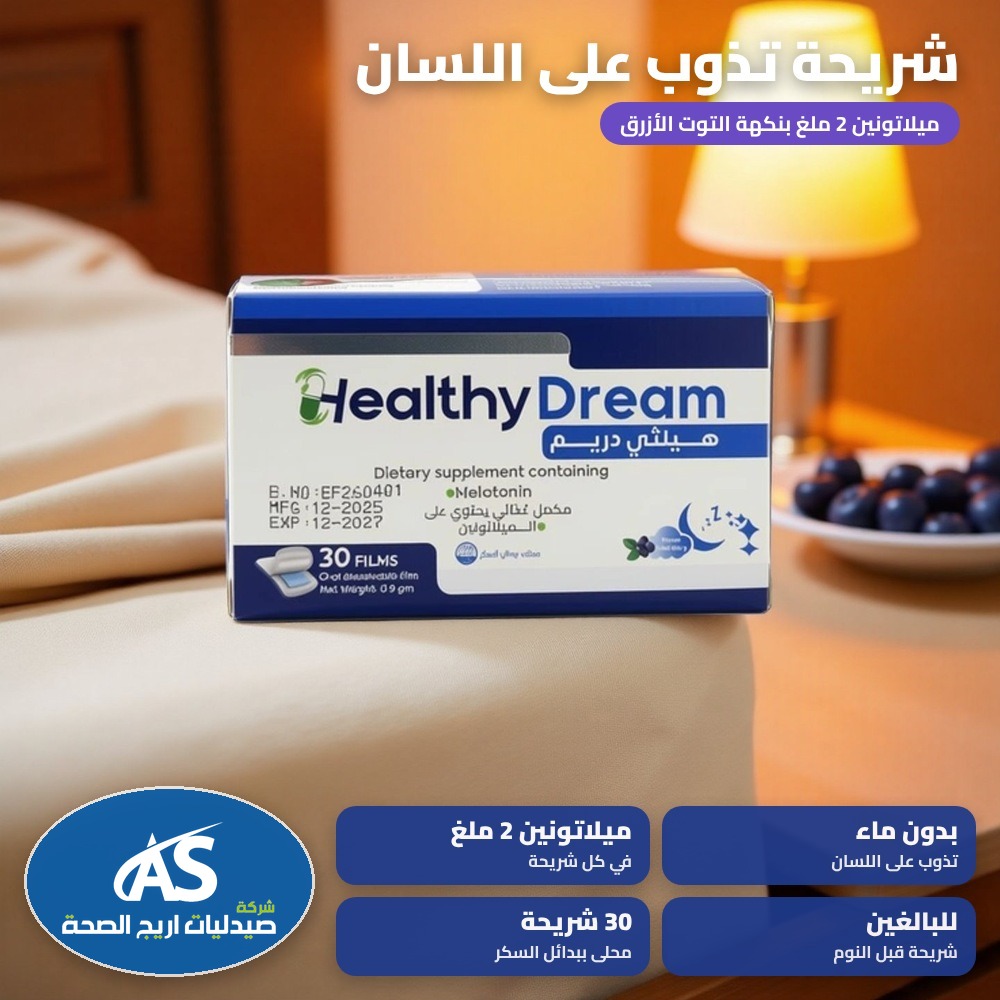 شريحة تذوب على اللسان
ميلاتونين 2 ملغ بنكهة التوت الأزرق
Healthy Dream
هيلثي دريم
Dietary supplement containing
Melotonin
مكمل غذائي يحتوي على
B. NO : EF260401
MFG : 12-2025
EXP : 12-2027
30 FILMS
بدون ماء
تذوب على اللسان
ميلاتونين 2 ملغ
في كل شريحة
للبالغين
شريحة قبل النوم
30 شريحة
محلى ببدائل السكر
AS
شركة
صيدليات اريج الصحة